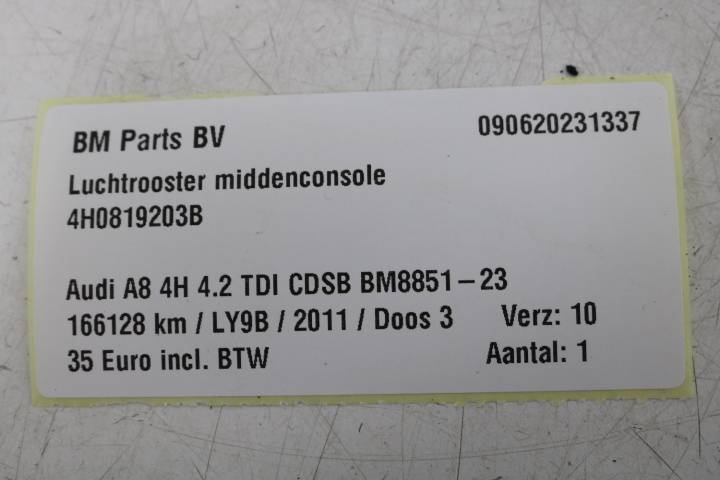 BM Parts BV 090620231337
Luchtrooster middenconsole
4H0819203B
Audi A8 4H 4.2 TDI CDSB BM8851-23
166128 km / LY9B / 2011 / Doos 3 Verz: 10
35 Euro incl. BTW Aantal: 1